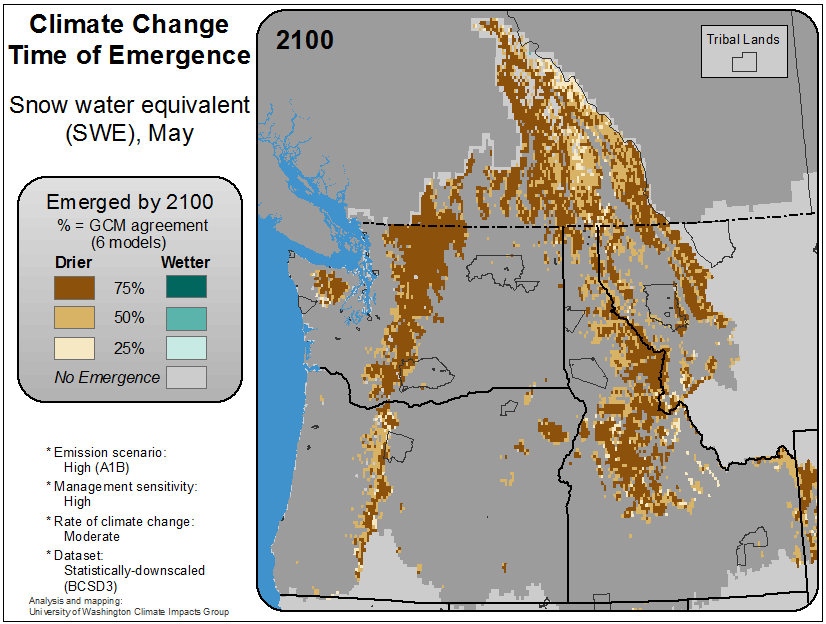 Climate Change
Time of Emergence
Snow water equivalent
(SWE), May
Emerged by 2100
% = GCM agreement
(6 models)
Drier Wetter
75%
50%
25%
No Emergence
* Emission scenario:
High (A1B)
* Management sensitivity:
High
* Rate of climate change:
Moderate
* Dataset:
Statistically-downscaled
(BCSD3)
Analysis and mapping:
University of Washington Climate Impacts Group
2100
Tribal Lands